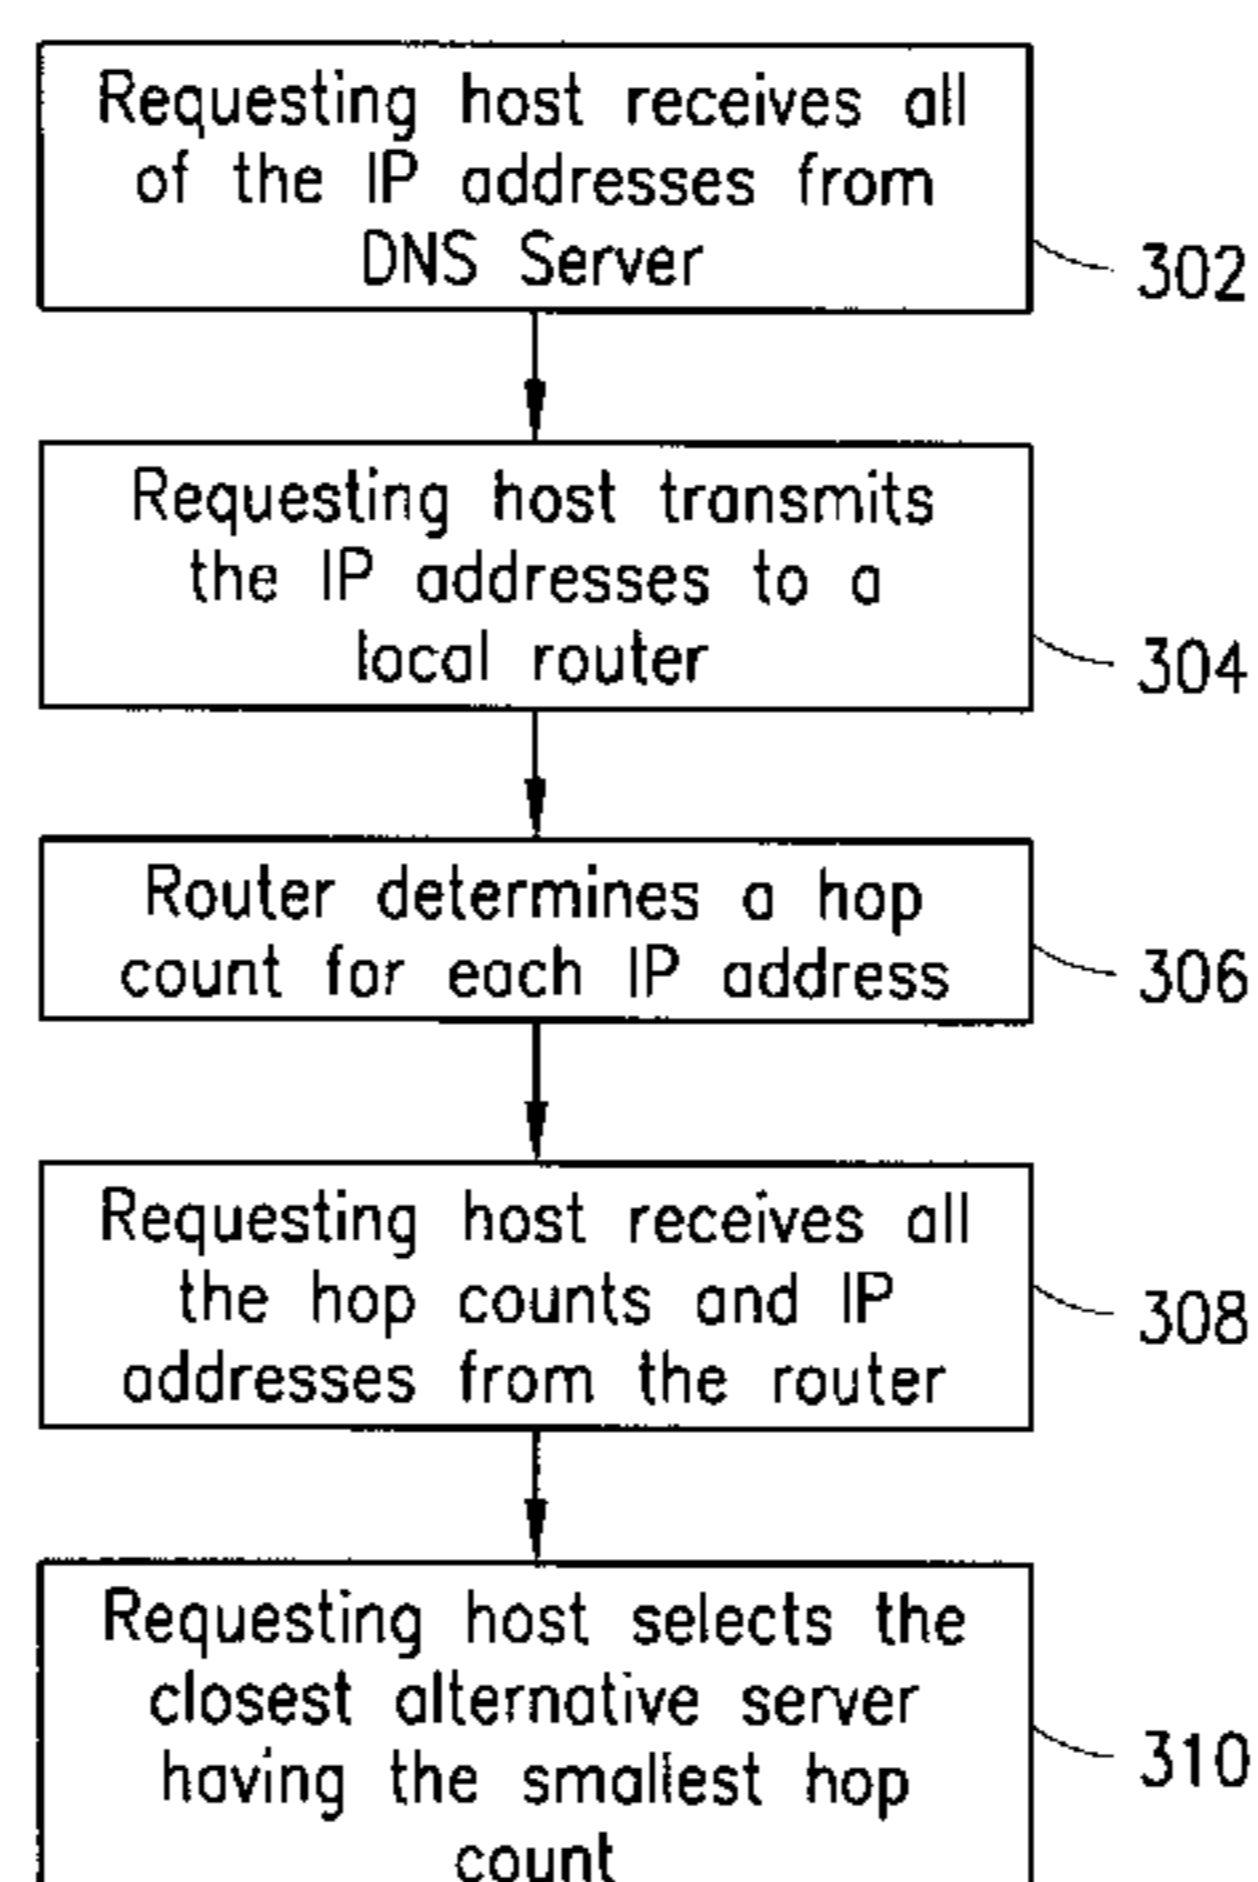 Requesting host receives all
of the IP addresses from
DNS Server
302
Requesting host transmits
the IP addresses to a
local router
304
Router determines a hop
count for each IP address
306
Requesting host receives all
the hop counts and IP
addresses from the router
308
Requesting host selects the
closest alternative server
having the smallest hop
count
310